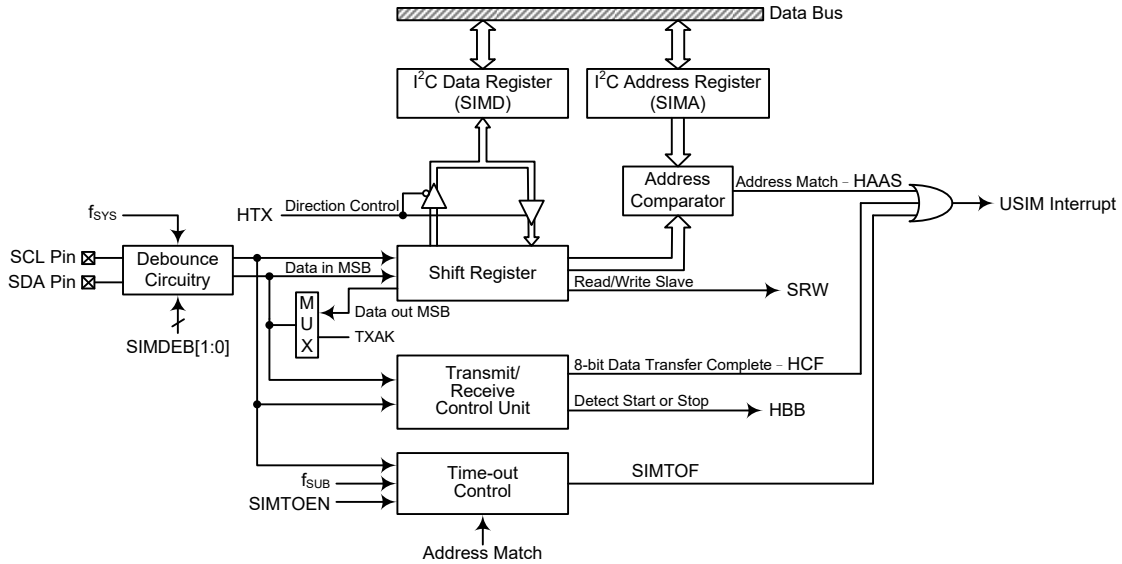 Data Bus
I²C Data Register
(SIMD)
I²C Address Register
(SIMA)
Address
Comparator
Address Match - HAAS
USIM Interrupt
HTX
Direction Control
fSYS
SCL Pin
SDA Pin
Debounce
Circuitry
SIMDEB[1:0]
Data in MSB
Shift Register
Read/Write Slave
SRW
M
U
X
Data out MSB
TXAK
Transmit/
Receive
Control Unit
8-bit Data Transfer Complete - HCF
Detect Start or Stop
HBB
fSUB
SIMTOEN
Time-out
Control
SIMTOF
Address Match